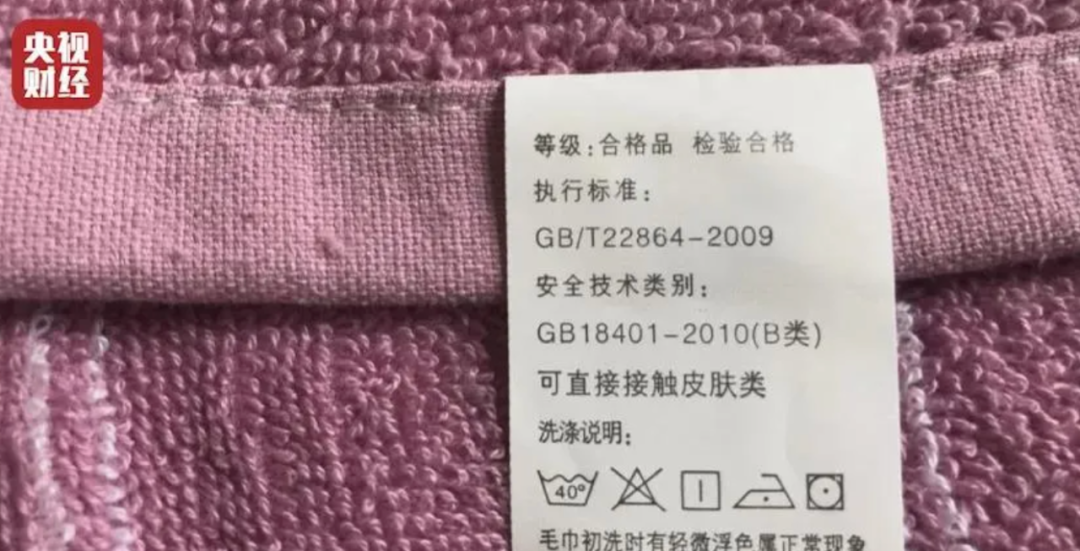 央视
财经
等级:合格品 检验合格
执行标准:
GB/T22864-2009
安全技术类别:
GB18401-2010(B类)
可直接接触皮肤类
洗涤说明:
40°
毛巾初洗时有轻微浮色属正常现象